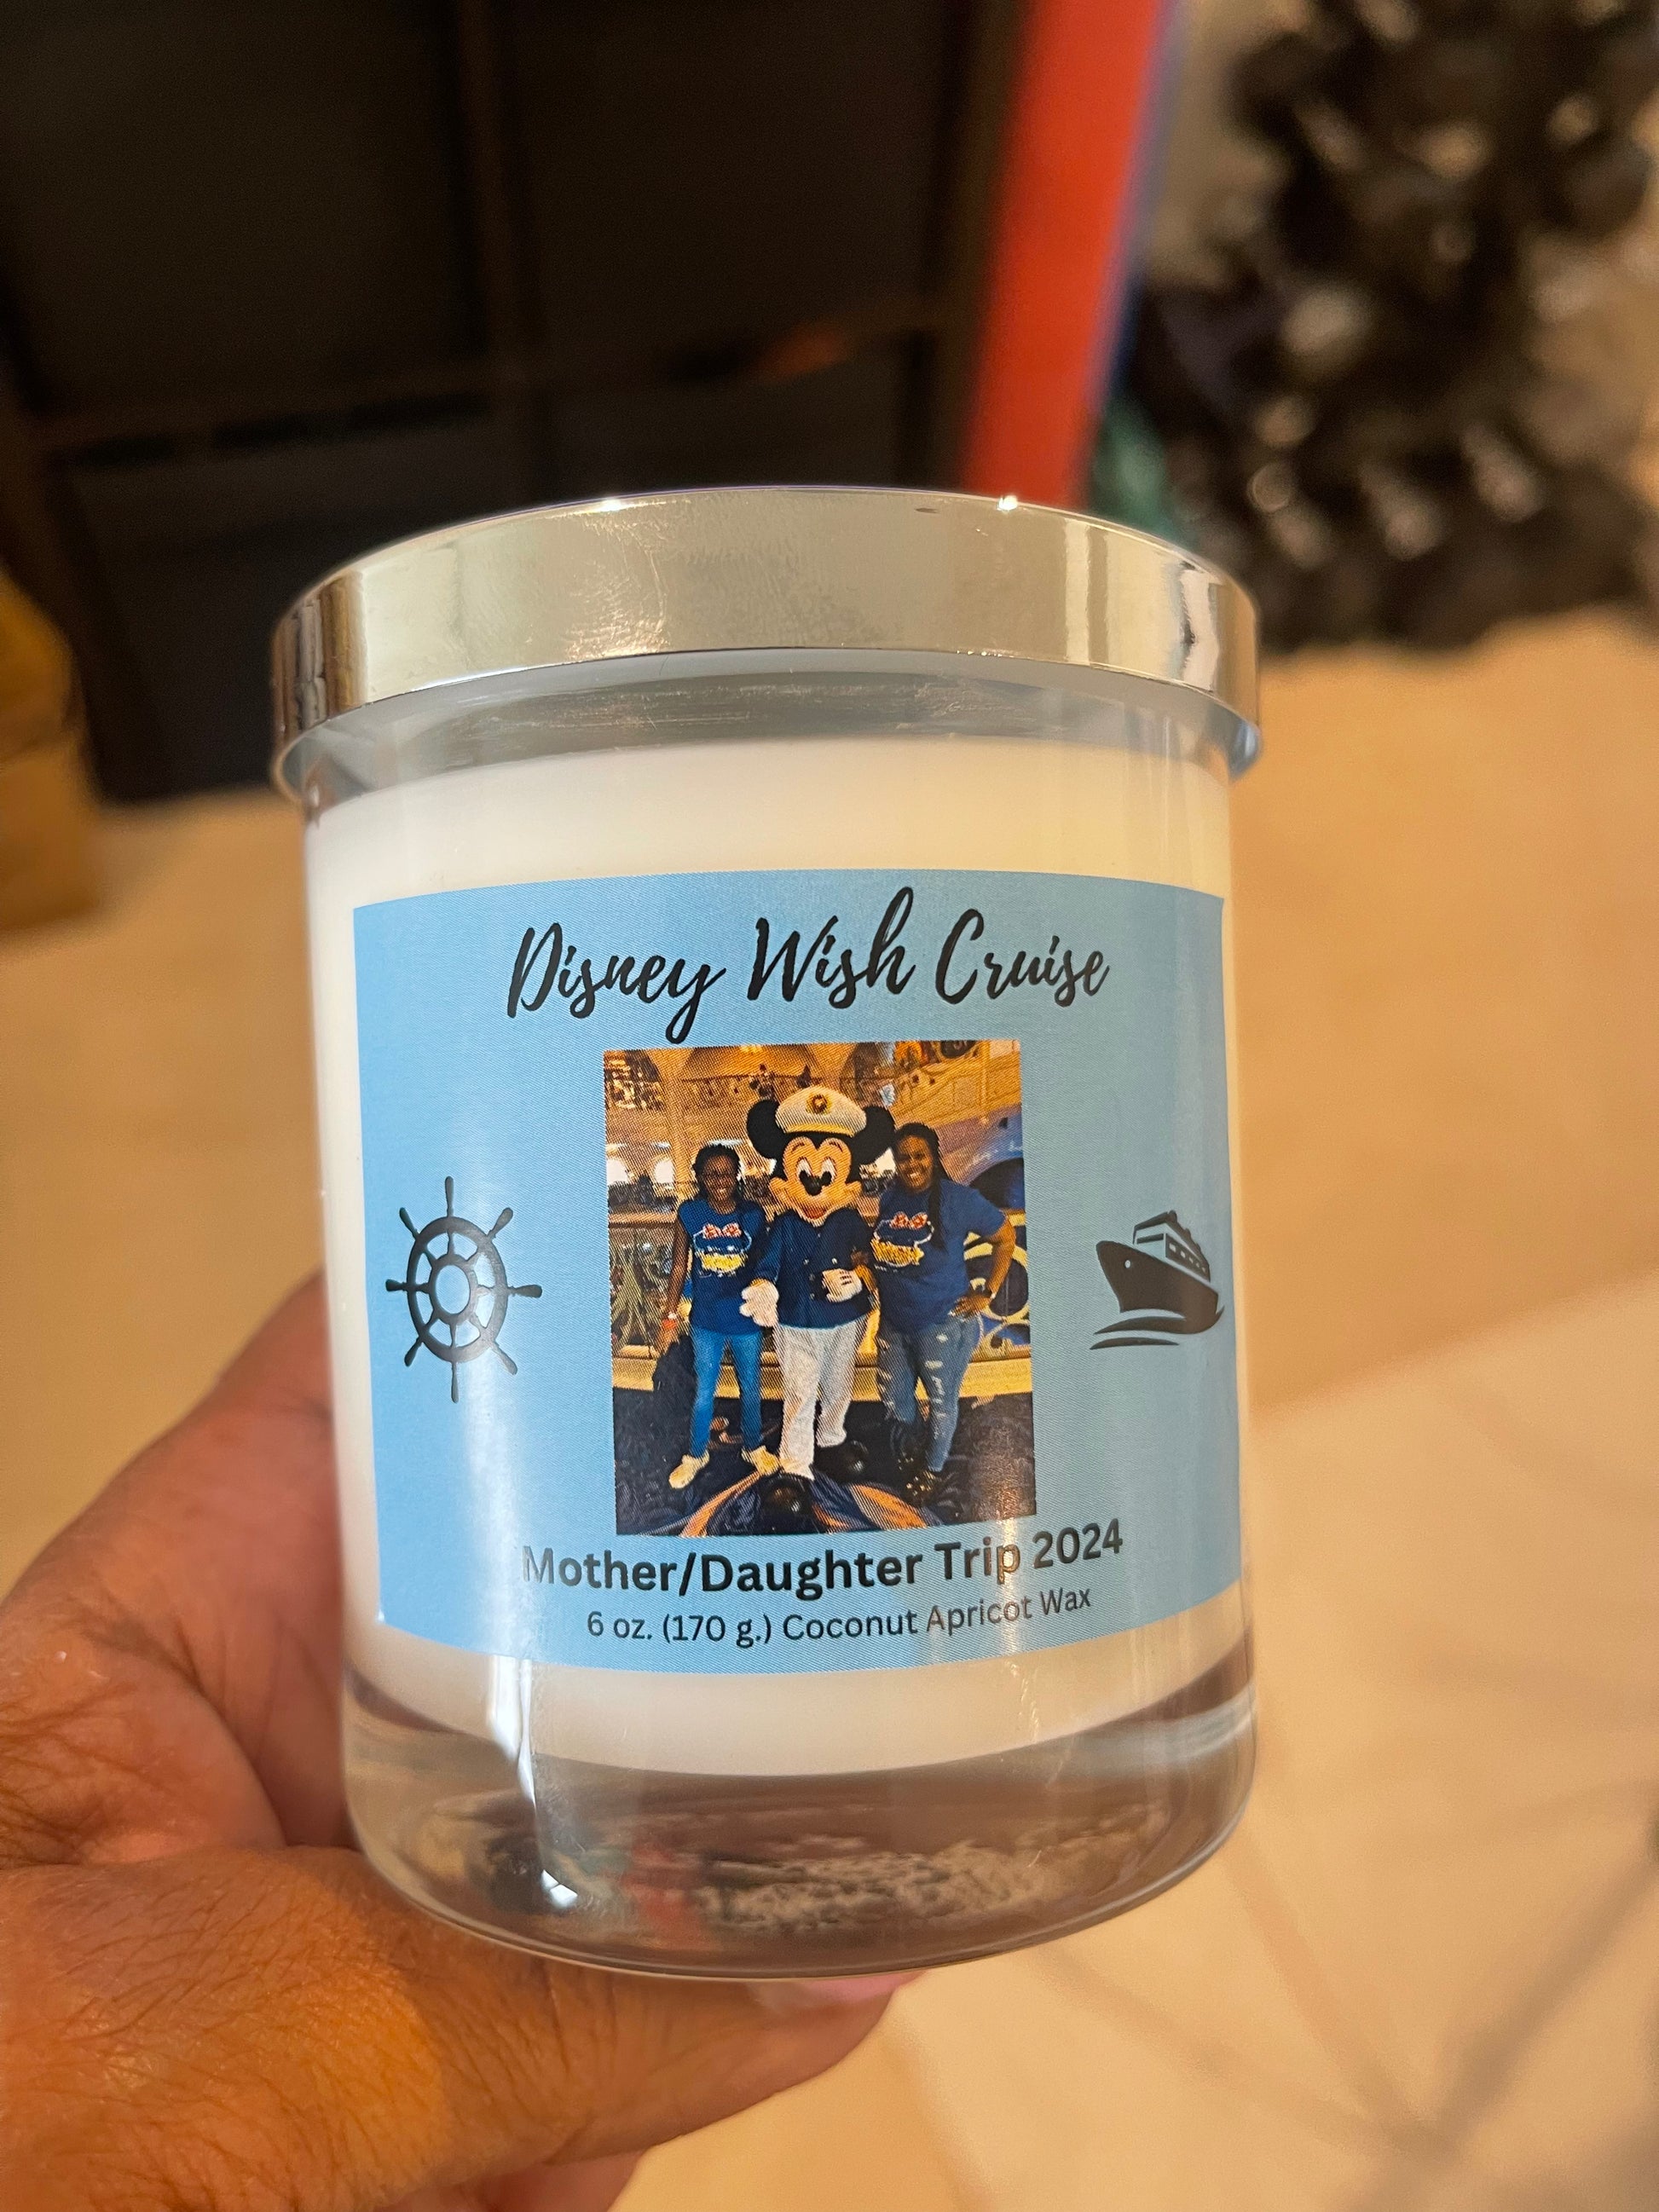 Disney Wish Cruise
Mother/Daughter Trip 2024
6 oz. (170 g.) Coconut Apricot Wax